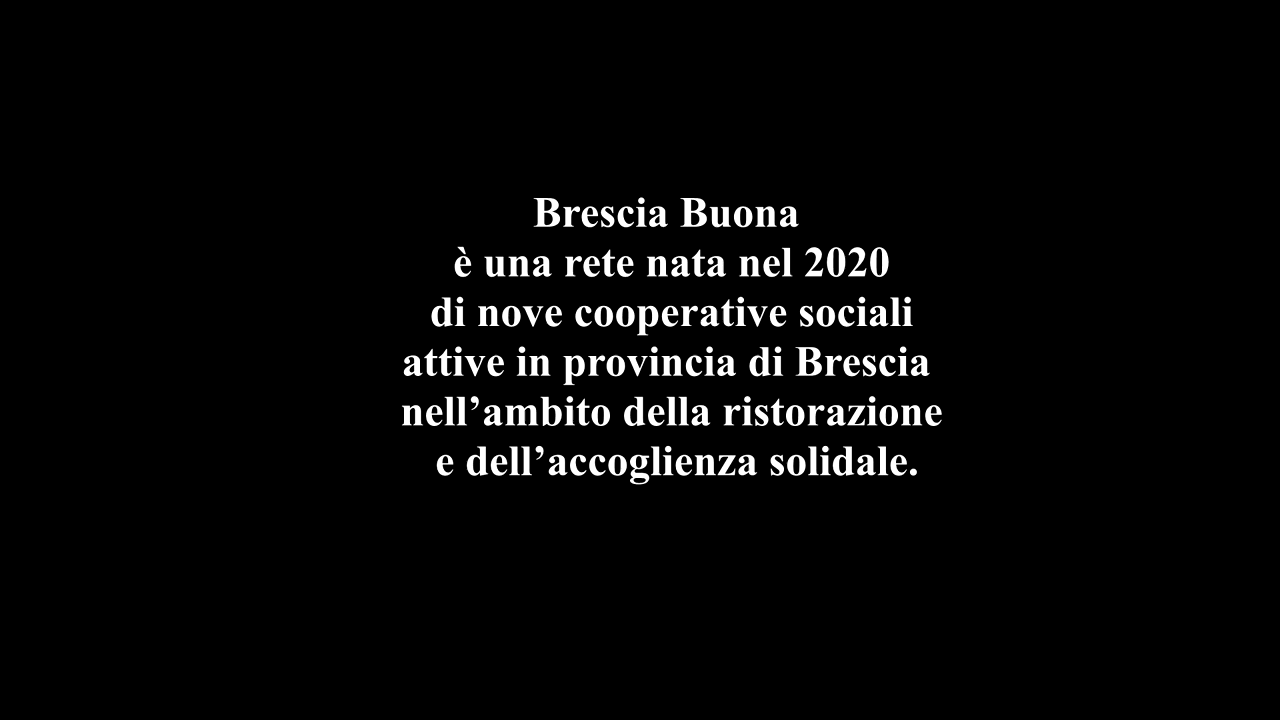 Brescia Buona
è una rete nata nel 2020
di nove cooperative sociali
attive in provincia di Brescia
nell’ambito della ristorazione
e dell’accoglienza solidale.